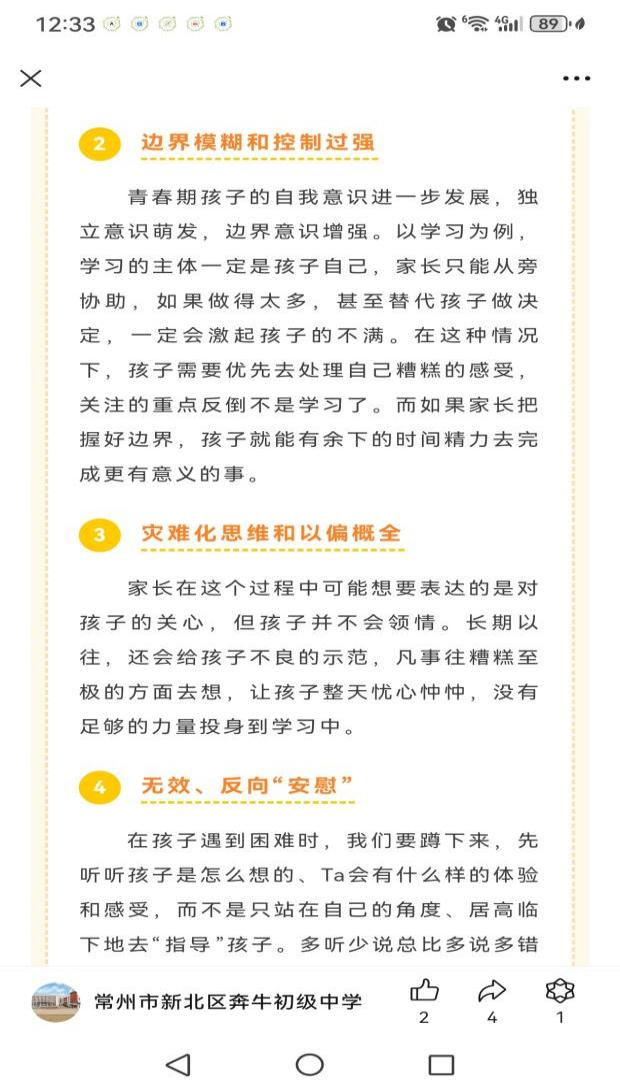 12:33
6 4G 89
2 边界模糊和控制过强
青春期孩子的自我意识进一步发展，独
立意识萌发，边界意识增强。以学习为例，
学习的主体一定是孩子自己，家长只能从旁
协助，如果做得太多，甚至替代孩子做决
定，一定会激起孩子的不满。在这种情况
下，孩子需要优先去处理自己糟糕的感受，
关注的重点反倒不是学习了。而如果家长把
握好边界，孩子就能有余下的时间精力去完
成更有意义的事。
3 灾难化思维和以偏概全
家长在这个过程中可能想要表达的是对
孩子的关心，但孩子并不会领情。长期以
往，还会给孩子不良的示范，凡事往糟糕至
极的方面去想，让孩子整天忧心忡忡，没有
足够的力量投身到学习中。
4 无效、反向“安慰”
在孩子遇到困难时，我们要蹲下来，先
听听孩子是怎么想的、Ta会有什么样的体验
和感受，而不是只站在自己的角度、居高临
下地去“指导”孩子。多听少说总比多说多错
常州市新北区奔牛初级中学
2 4 1